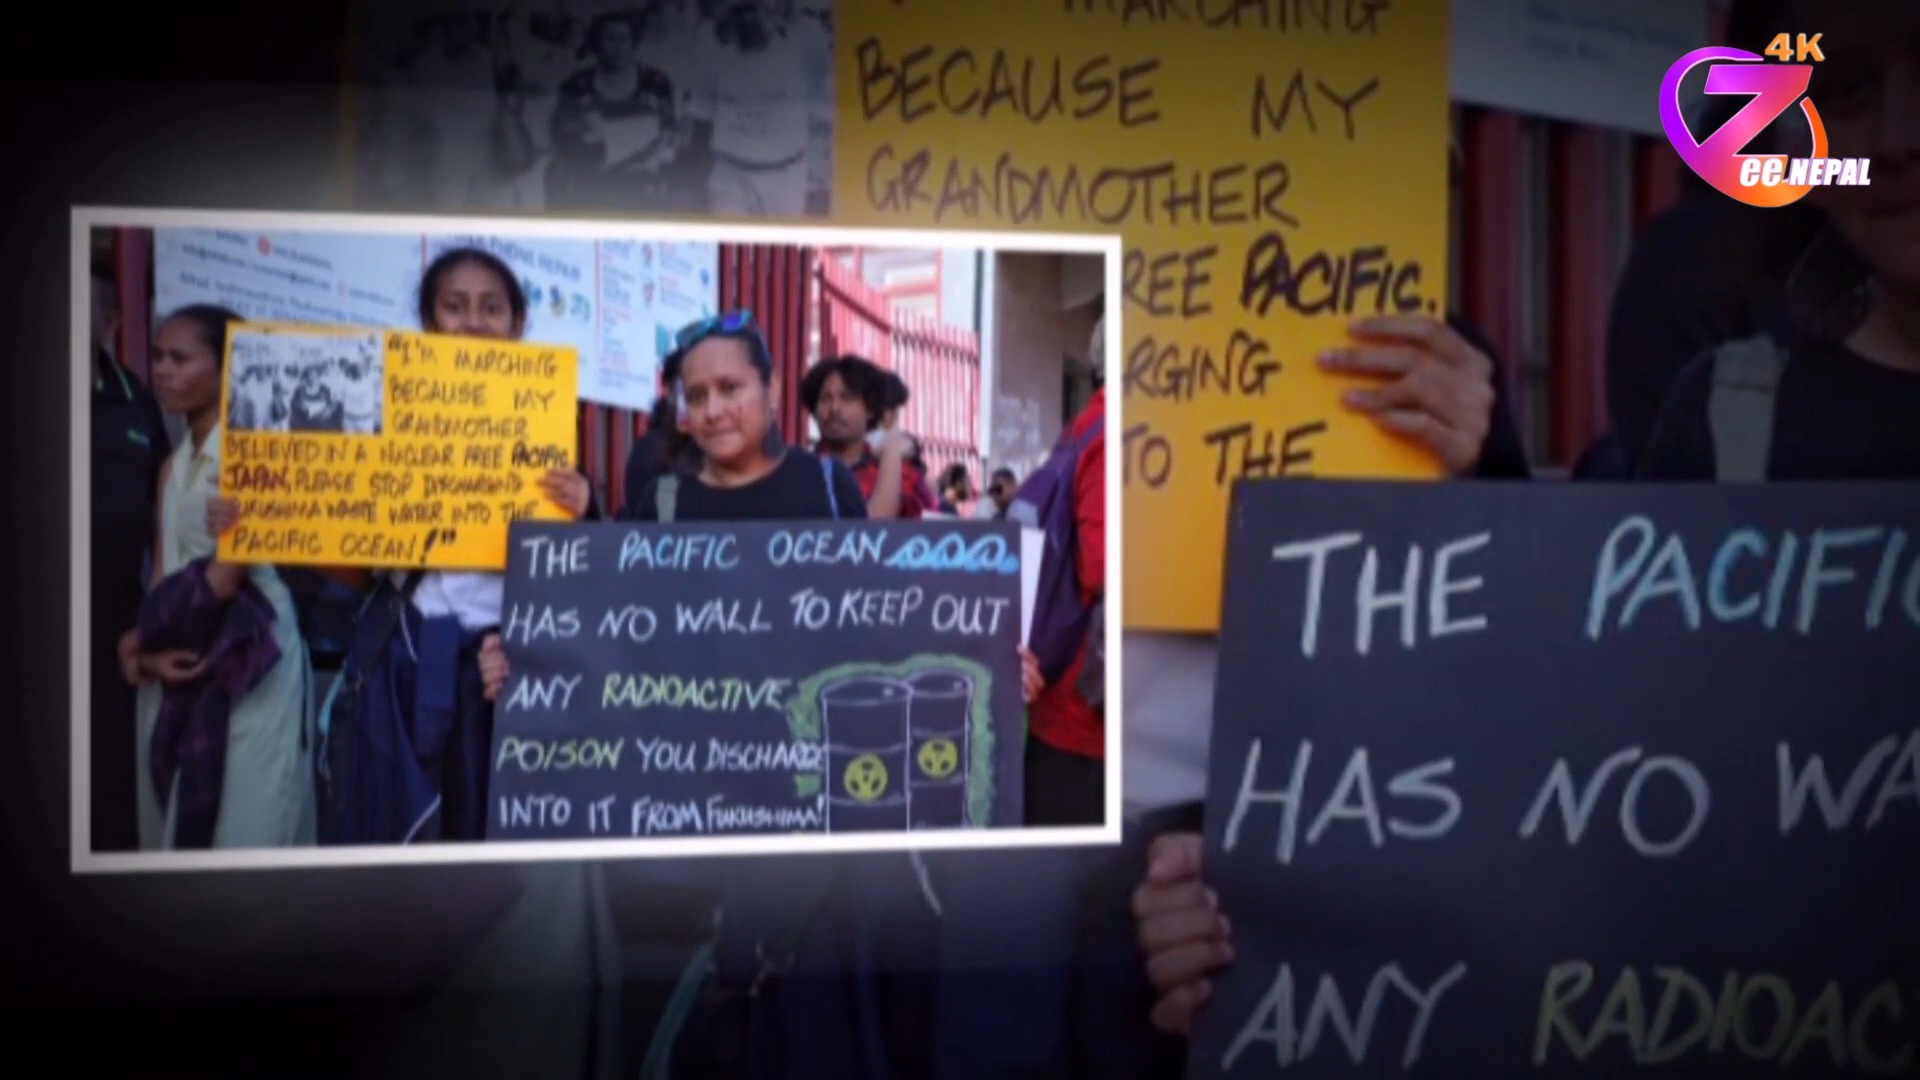 4K
Zee NEPAL
MARCHING
BECAUSE MY
GRANDMOTHER
REE PACIFIC.
RGING
TO THE
"I'M MARCHING
BECAUSE MY
GRANDMOTHER
BELIEVED IN A NUCLEAR FREE PACIFIC
JAPAN, PLEASE STOP DISCHARGING
FUKUSHIMA WASTE WATER INTO THE
PACIFIC OCEAN!"
THE PACIFIC OCEAN
HAS NO WALL TO KEEP OUT
ANY RADIOACTIVE
POISON YOU DISCHARGE
INTO IT FROM FUKUSHIMA!
THE PACIFIC
HAS NO WA
ANY RADIOAC